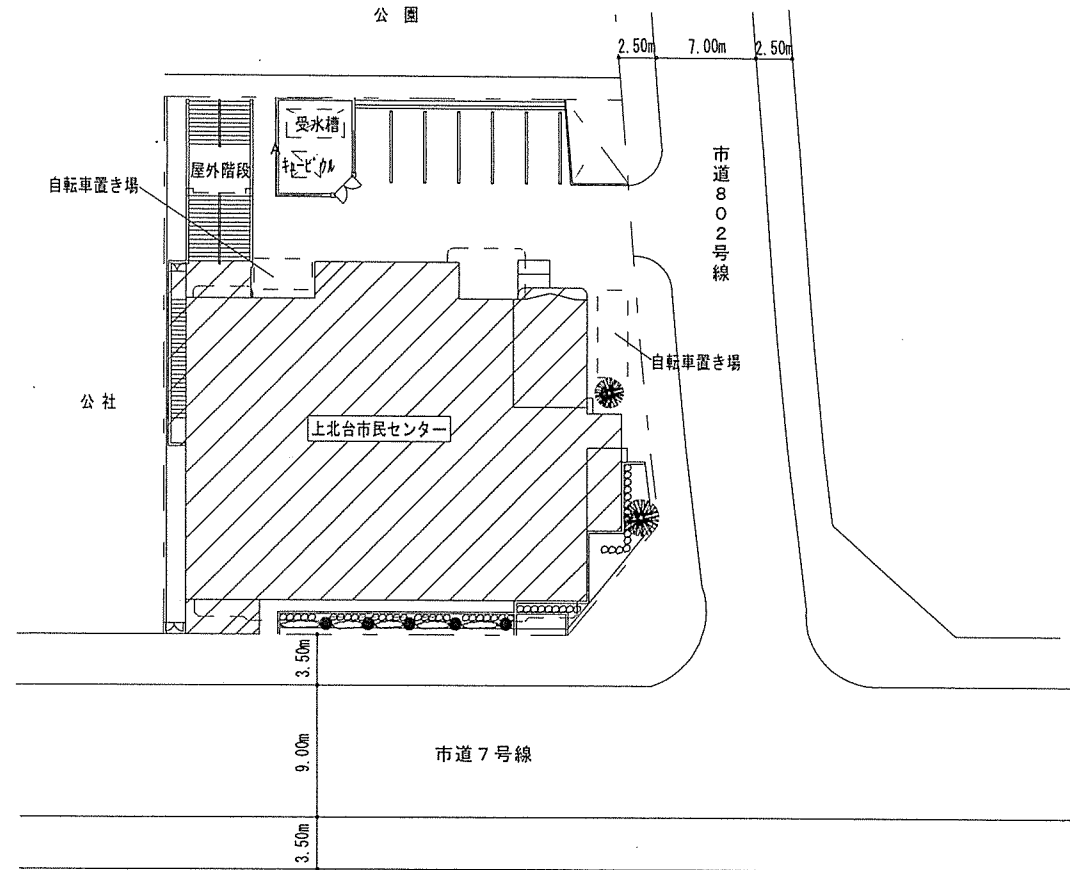 公園
2.50m
7.00m
2.50m
受水槽
キュービクル
屋外階段
自転車置き場
市道802号線
自転車置き場
公社
上北台市民センター
3.50m
9.00m
市道7号線
3.50m